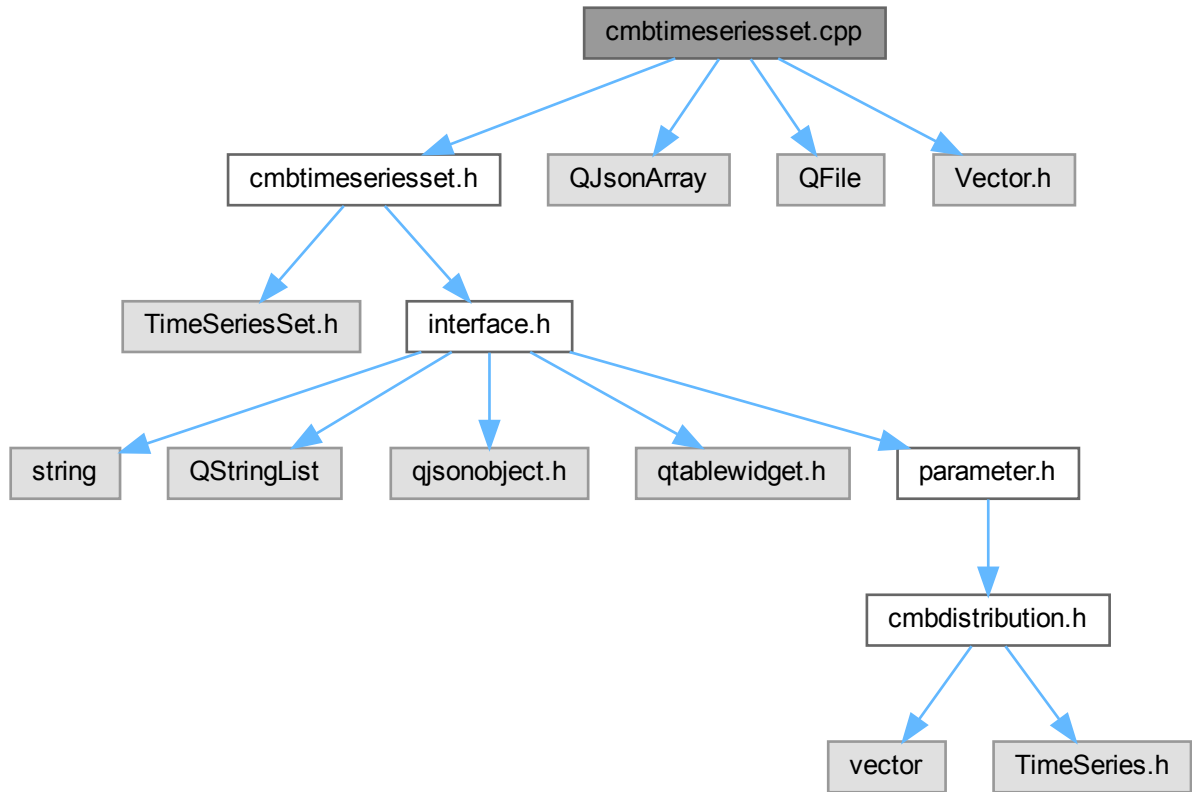 cmbtimeseriesset.cpp
cmbtimeseriesset.h
QJsonArray
QFile
Vector.h
TimeSeriesSet.h
interface.h
string
QStringList
qjsonobject.h
qtablewidget.h
parameter.h
cmbdistribution.h
vector
TimeSeries.h